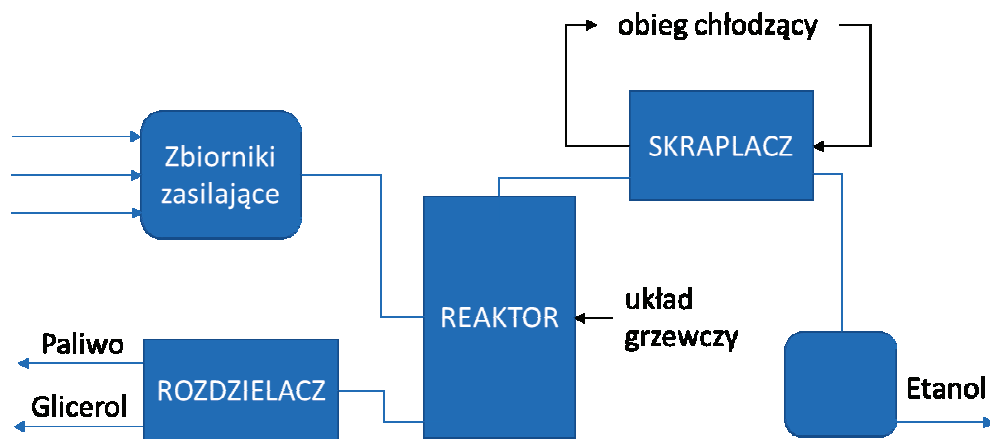 obieg chłodzący
SKRAPLACZ
Zbiorniki
zasilające
REAKTOR
układ
grzewczy
Paliwo
Glicerol
ROZDZIELACZ
Etanol